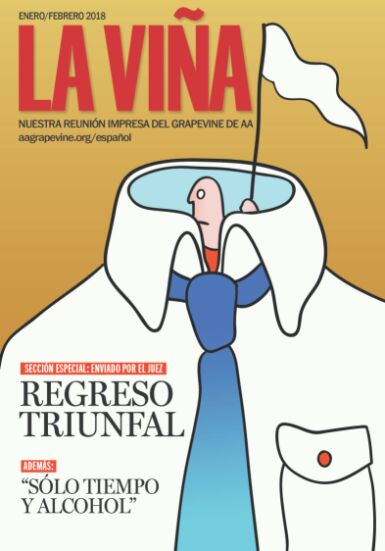 ENERO/FEBRERO 2018
LA VIÑA
NUESTRA REUNIÓN IMPRESA DEL GRAPEVINE DE AA
aagrapevine.org/español
SECCIÓN ESPECIAL: ENVIADO POR EL JUEZ
REGRESO
TRIUNFAL
ADEMÁS:
“SÓLO TIEMPO
Y ALCOHOL”